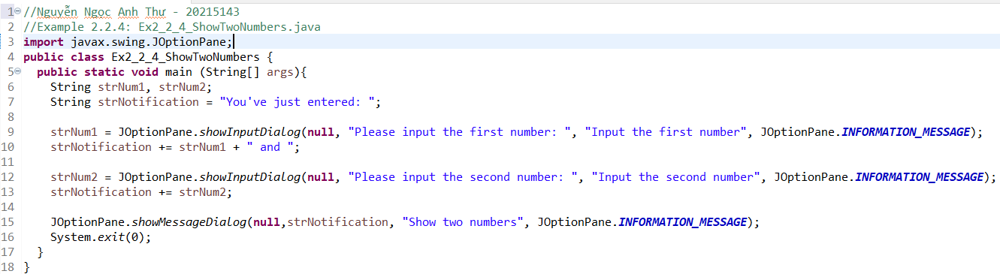 1 //Nguyễn Ngọc Anh Thư - 20215143
2 //Example 2.2.4: Ex2_2_4_ShowTwoNumbers.java
3 import javax.swing.JOptionPane;
4 public class Ex2_2_4_ShowTwoNumbers {
5   public static void main (String[] args){
6     String strNum1, strNum2;
7     String strNotification = "You've just entered: ";
8
9     strNum1 = JOptionPane.showInputDialog(null, "Please input the first number: ", "Input the first number", JOptionPane.INFORMATION_MESSAGE);
10     strNotification += strNum1 + " and ";
11
12     strNum2 = JOptionPane.showInputDialog(null, "Please input the second number: ", "Input the second number", JOptionPane.INFORMATION_MESSAGE);
13     strNotification += strNum2;
14
15     JOptionPane.showMessageDialog(null,strNotification, "Show two numbers", JOptionPane.INFORMATION_MESSAGE);
16     System.exit(0);
17   }
18 }